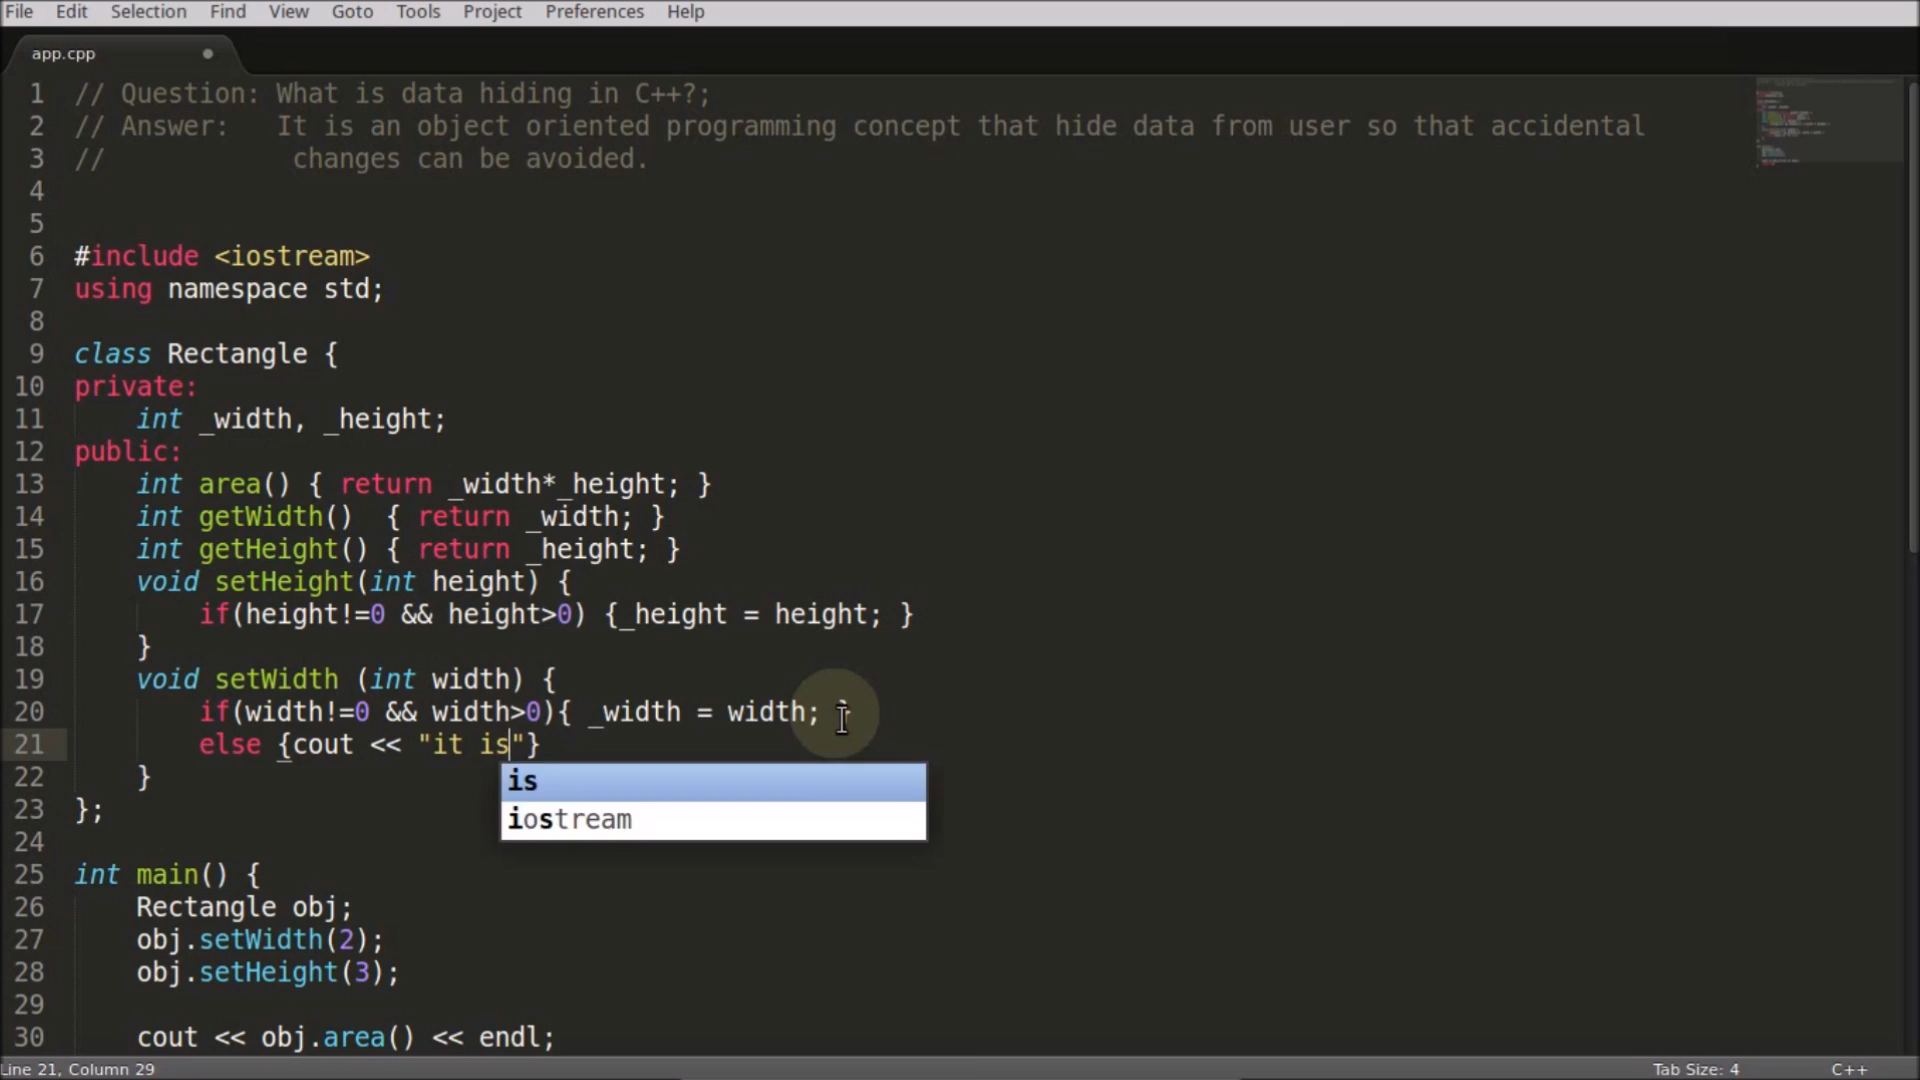 File Edit Selection Find View Goto Tools Project Preferences Help
app.cpp
1 // Question: What is data hiding in C++?;
2 // Answer:   It is an object oriented programming concept that hide data from user so that accidental
3 //            changes can be avoided.
4
5
6 #include <iostream>
7 using namespace std;
8
9 class Rectangle {
10 private:
11     int _width, _height;
12 public:
13     int area() { return _width*_height; }
14     int getWidth()  { return _width; }
15     int getHeight() { return _height; }
16     void setHeight(int height) {
17         if(height!=0 && height>0) {_height = height; }
18     }
19     void setWidth (int width) {
20         if(width!=0 && width>0){ _width = width; }
21         else {cout << "it is"}
is
22     }
iostream
23 };
24
25 int main() {
26     Rectangle obj;
27     obj.setWidth(2);
28     obj.setHeight(3);
29
30     cout << obj.area() << endl;
Line 21, Column 29 Tab Size: 4 C++